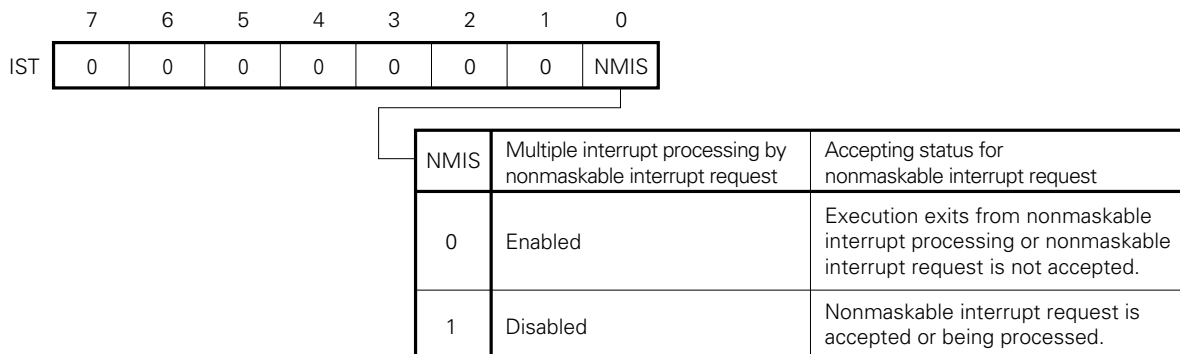 7 6 5 4 3 2 1 0
IST 0 0 0 0 0 0 0 NMIS
NMIS
Multiple interrupt processing by
nonmaskable interrupt request
Accepting status for
nonmaskable interrupt request
0
Enabled
Execution exits from nonmaskable
interrupt processing or nonmaskable
interrupt request is not accepted.
1
Disabled
Nonmaskable interrupt request is
accepted or being processed.